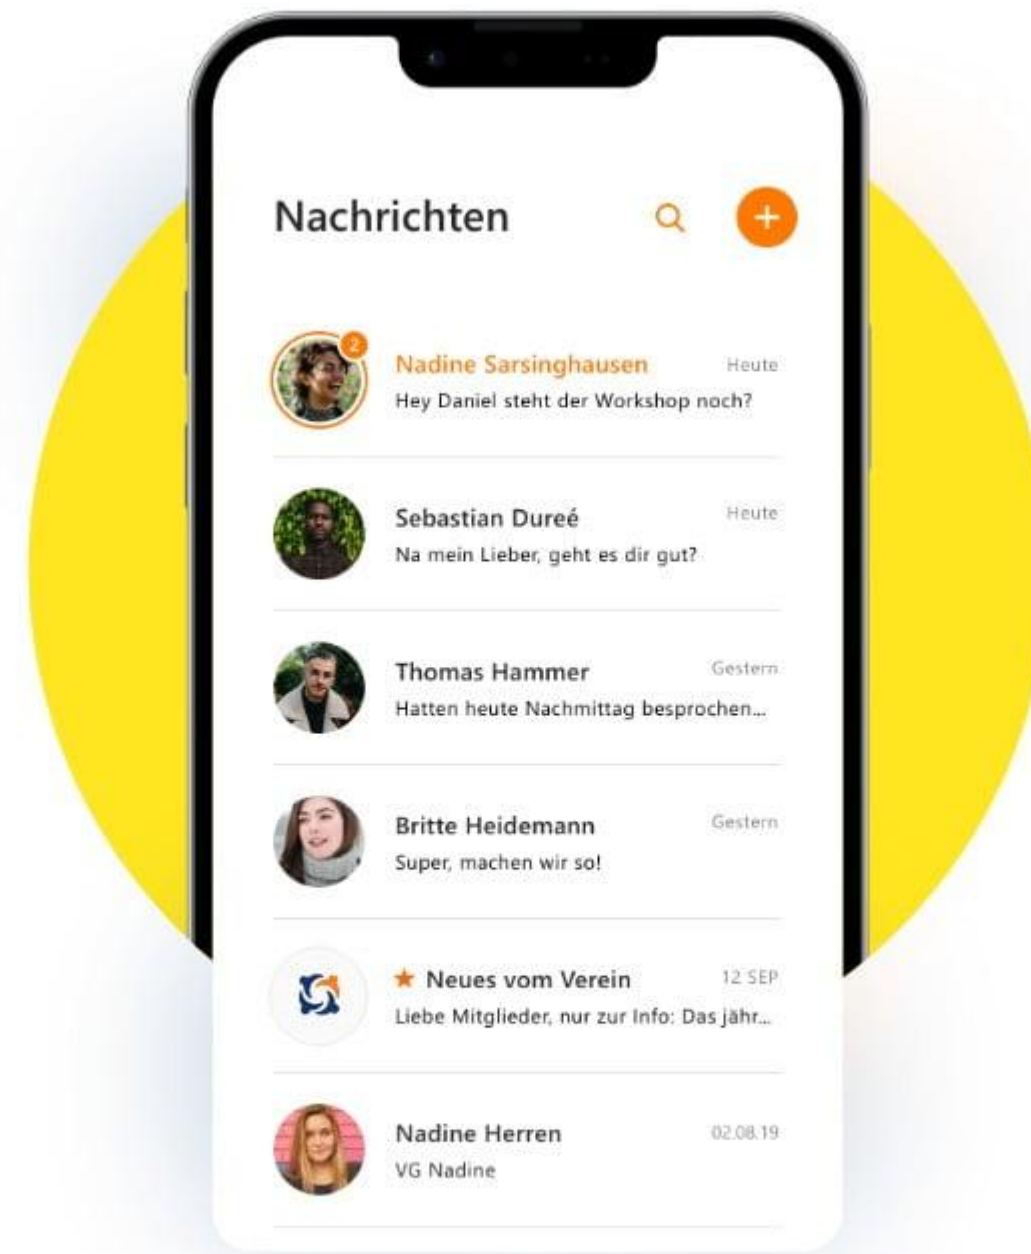 Nachrichten
2
Nadine Sarsinghausen
Heute
Hey Daniel steht der Workshop noch?
Sebastian Dureé
Heute
Na mein Lieber, geht es dir gut?
Thomas Hammer
Gestern
Hatten heute Nachmittag besprochen...
Britte Heidemann
Gestern
Super, machen wir so!
Neues vom Verein
12 SEP
Liebe Mitglieder, nur zur Info: Das jähr...
Nadine Herren
02.08.19
VG Nadine